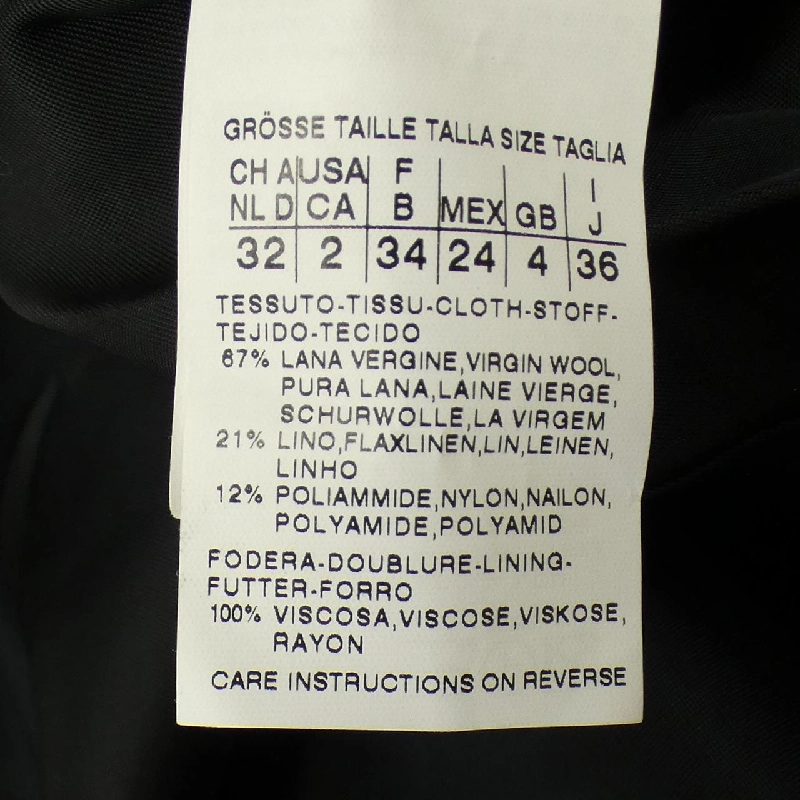 GRÖSSE TAILLE TALLA SIZE TAGLIA
CH A USA F I
NL D CA B MEX GB J
32 2 34 24 4 36
TESSUTO-TISSU-CLOTH-STOFF-
TEJIDO-TECIDO
67% LANA VERGINE,VIRGIN WOOL,
PURA LANA,LAINE VIERGE,
SCHURWOLLE,LA VIRGEM
21% LINO,FLAXLINEN,LIN,LEINEN,
LINHO
12% POLIAMMIDE,NYLON,NAILON,
POLYAMIDE,POLYAMID
FODERA-DOUBLURE-LINING-
FUTTER-FORRO
100% VISCOSA,VISCOSE,VISKOSE,
RAYON
CARE INSTRUCTIONS ON REVERSE